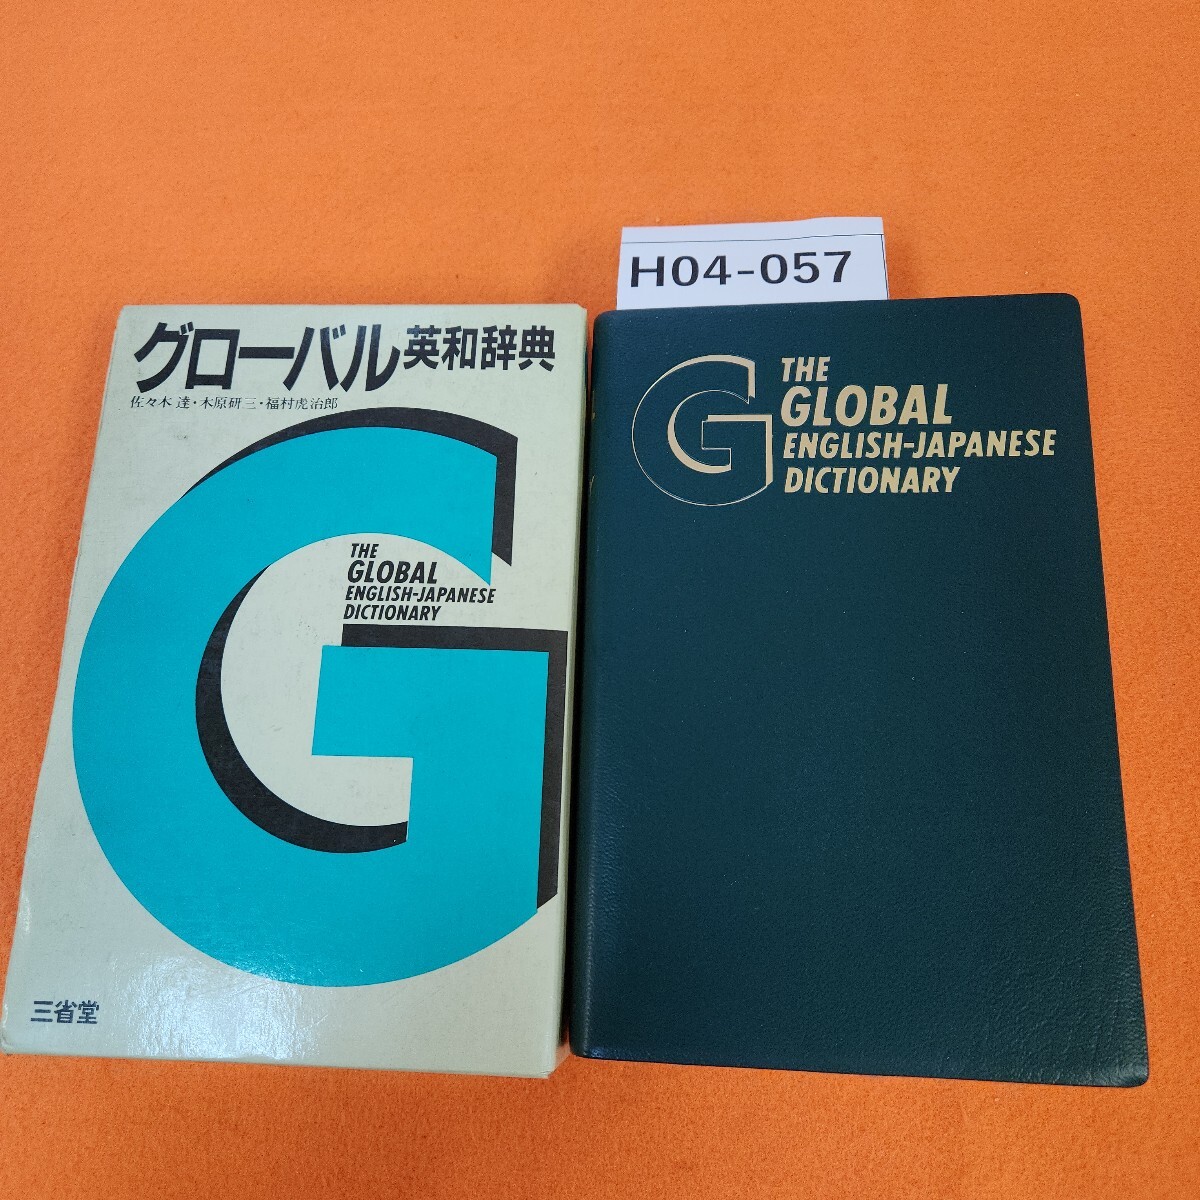 H04-057
グローバル英和辞典
佐々木 達・木原研三・福村虎治郎
G
THE
GLOBAL
ENGLISH-JAPANESE
DICTIONARY
三省堂
G
THE
GLOBAL
ENGLISH-JAPANESE
DICTIONARY